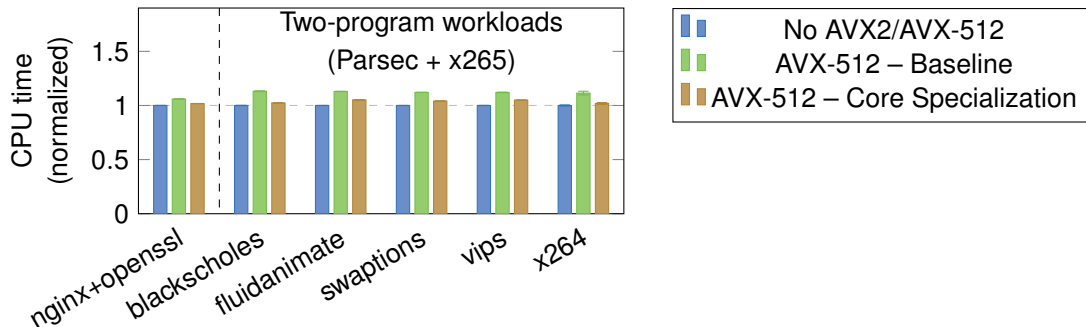 CPU time
(normalized)
1.5
1
0.5
0
Two-program workloads
(Parsec + x265)
nginx+openssl
blackscholes
fluidanimate
swaptions
vips
x264
No AVX2/AVX-512
AVX-512 – Baseline
AVX-512 – Core Specialization